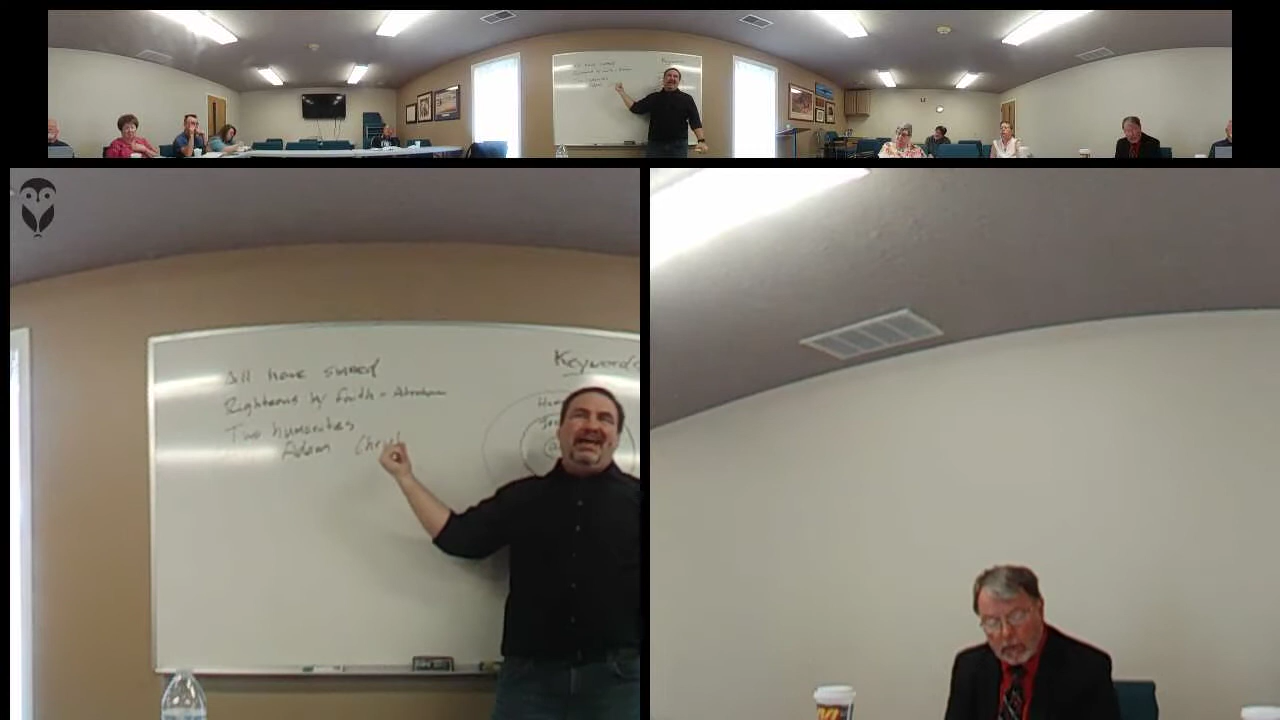 All have sinned
Righteous by Faith - Abraham
Two humanities
Adam Christ
Keywords